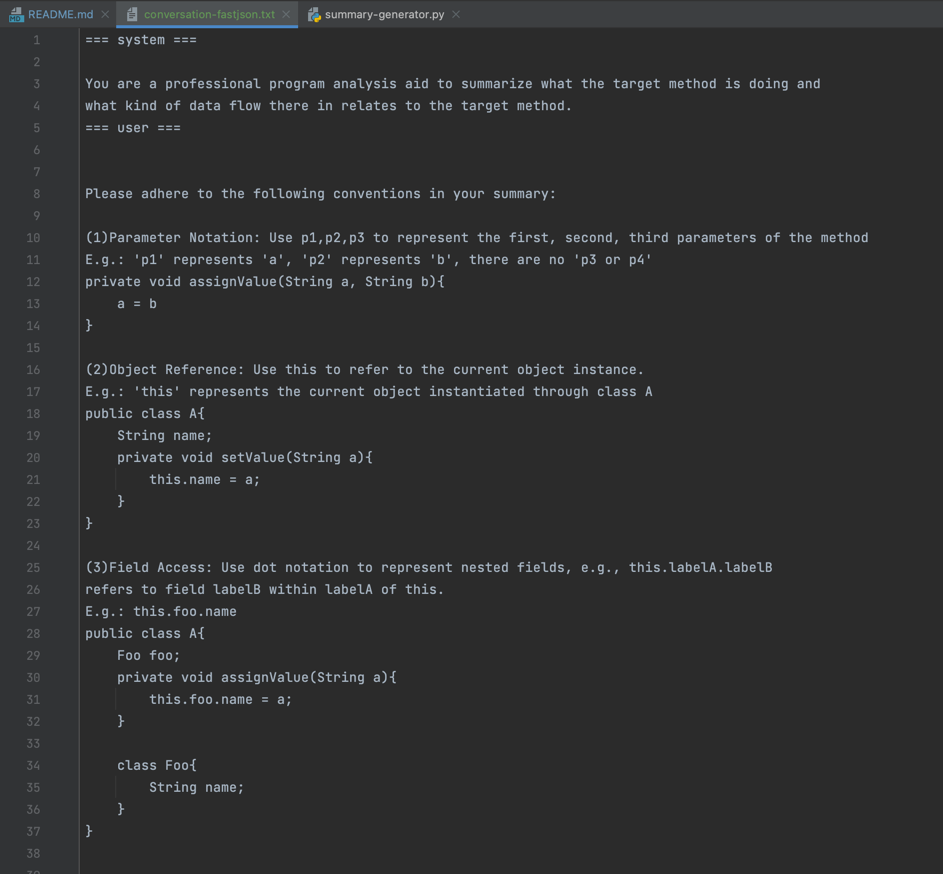 README.md conversation-fastjson.txt summary-generator.py
1 === system ===
2
3 You are a professional program analysis aid to summarize what the target method is doing and
4 what kind of data flow there in relates to the target method.
5 === user ===
6
7
8 Please adhere to the following conventions in your summary:
9
10 (1)Parameter Notation: Use p1,p2,p3 to represent the first, second, third parameters of the method
11 E.g.: 'p1' represents 'a', 'p2' represents 'b', there are no 'p3 or p4'
12 private void assignValue(String a, String b){
13     a = b
14 }
15
16 (2)Object Reference: Use this to refer to the current object instance.
17 E.g.: 'this' represents the current object instantiated through class A
18 public class A{
19     String name;
20     private void setValue(String a){
21         this.name = a;
22     }
23 }
24
25 (3)Field Access: Use dot notation to represent nested fields, e.g., this.labelA.labelB
26 refers to field labelB within labelA of this.
27 E.g.: this.foo.name
28 public class A{
29     Foo foo;
30     private void assignValue(String a){
31         this.foo.name = a;
32     }
33
34     class Foo{
35         String name;
36     }
37 }
38